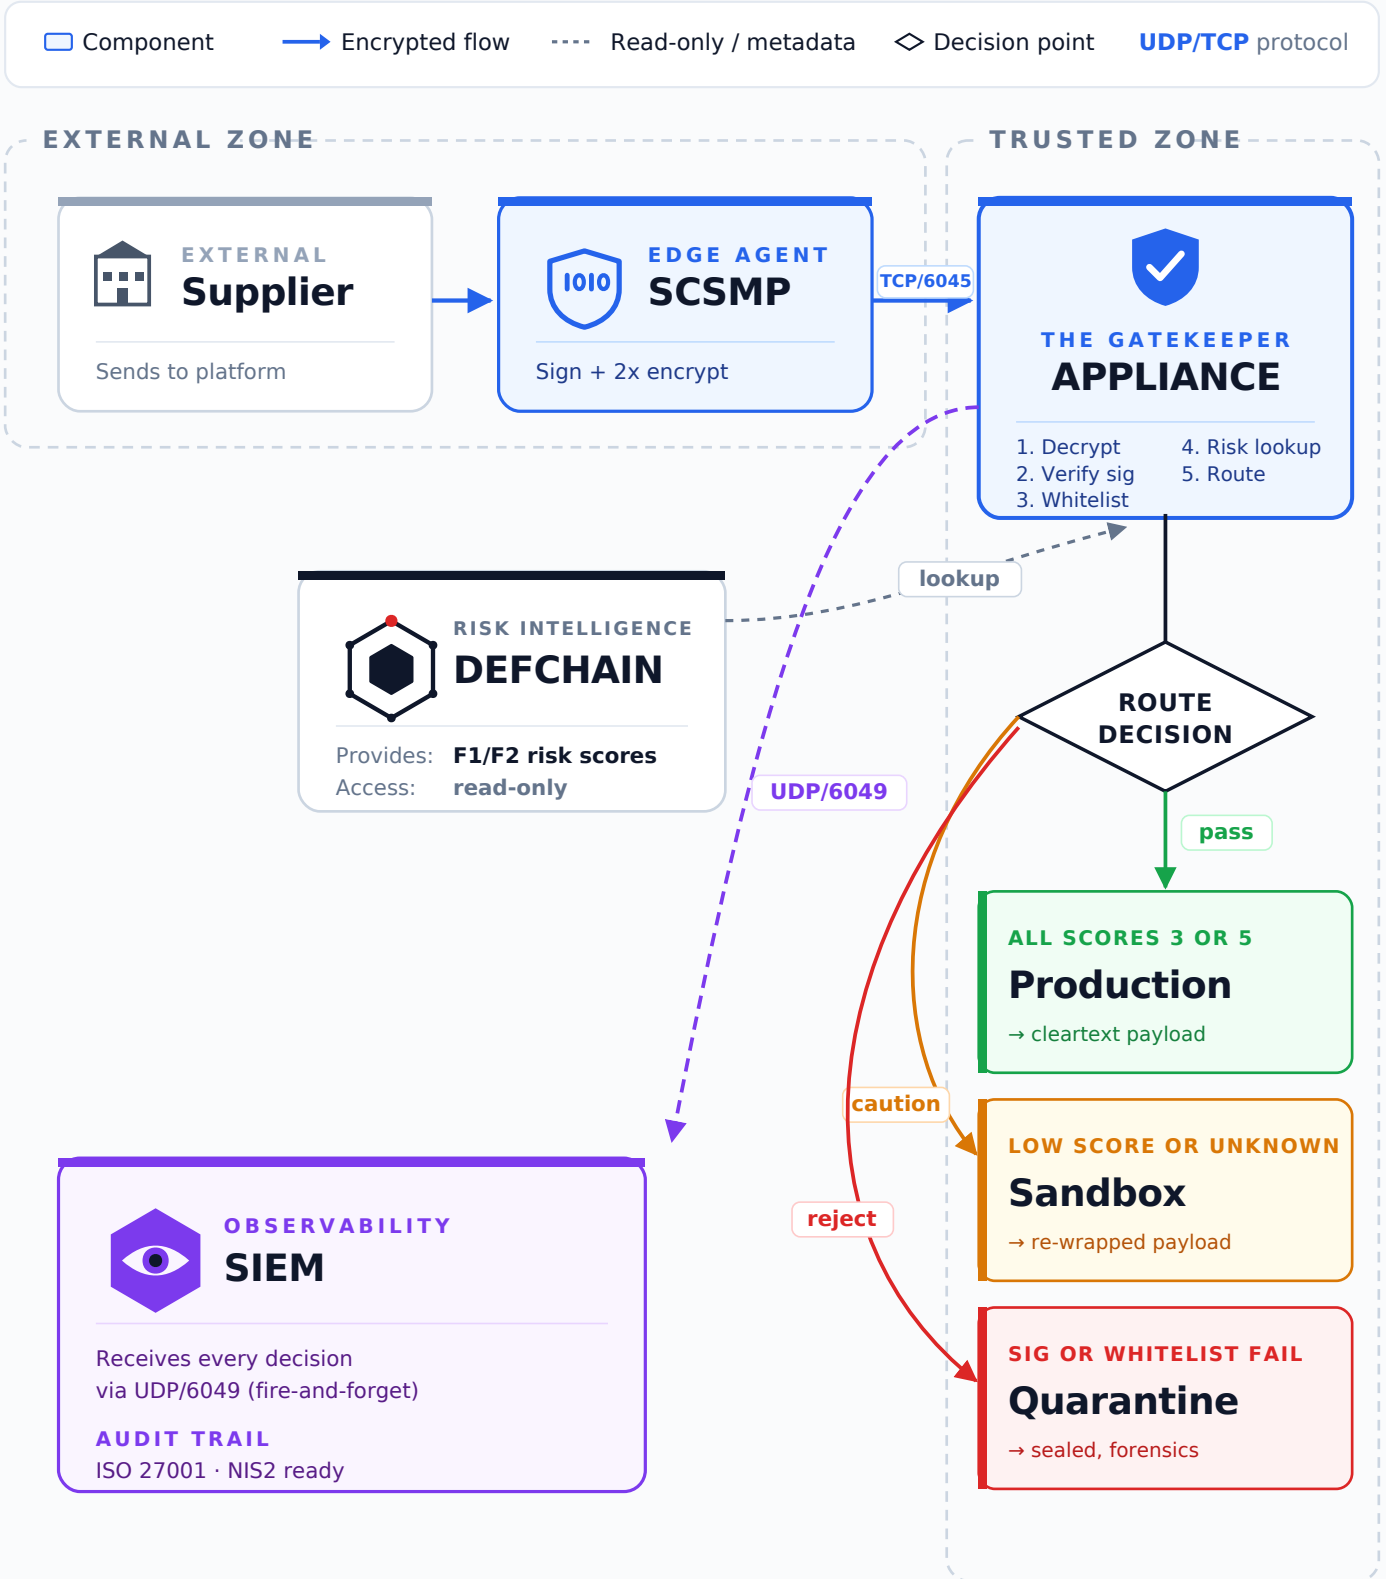 Component
Encrypted flow
Read-only / metadata
Decision point
UDP/TCP protocol
EXTERNAL ZONE
TRUSTED ZONE
EXTERNAL
Supplier
Sends to platform
1010
EDGE AGENT
SCSMP
Sign + 2x encrypt
TCP/6045
THE GATEKEEPER
APPLIANCE
1. Decrypt
2. Verify sig
3. Whitelist
4. Risk lookup
5. Route
lookup
RISK INTELLIGENCE
DEFCHAIN
Provides: F1/F2 risk scores
Access: read-only
ROUTE
DECISION
UDP/6049
pass
ALL SCORES 3 OR 5
Production
→ cleartext payload
caution
LOW SCORE OR UNKNOWN
Sandbox
→ re-wrapped payload
reject
SIG OR WHITELIST FAIL
Quarantine
→ sealed, forensics
OBSERVABILITY
SIEM
Receives every decision
via UDP/6049 (fire-and-forget)
AUDIT TRAIL
ISO 27001 · NIS2 ready